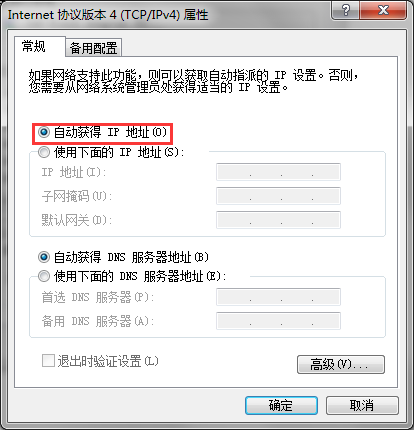 Internet 协议版本 4 (TCP/IPv4) 属性
常规
备用配置
如果网络支持此功能，则可以获取自动指派的 IP 设置。否则，
您需要从网络系统管理员处获得适当的 IP 设置。
自动获得 IP 地址(O)
使用下面的 IP 地址(S):
IP 地址(I):
子网掩码(U):
默认网关(D):
自动获得 DNS 服务器地址(B)
使用下面的 DNS 服务器地址(E):
首选 DNS 服务器(P):
备用 DNS 服务器(A):
退出时验证设置(L)
高级(V)...
确定
取消